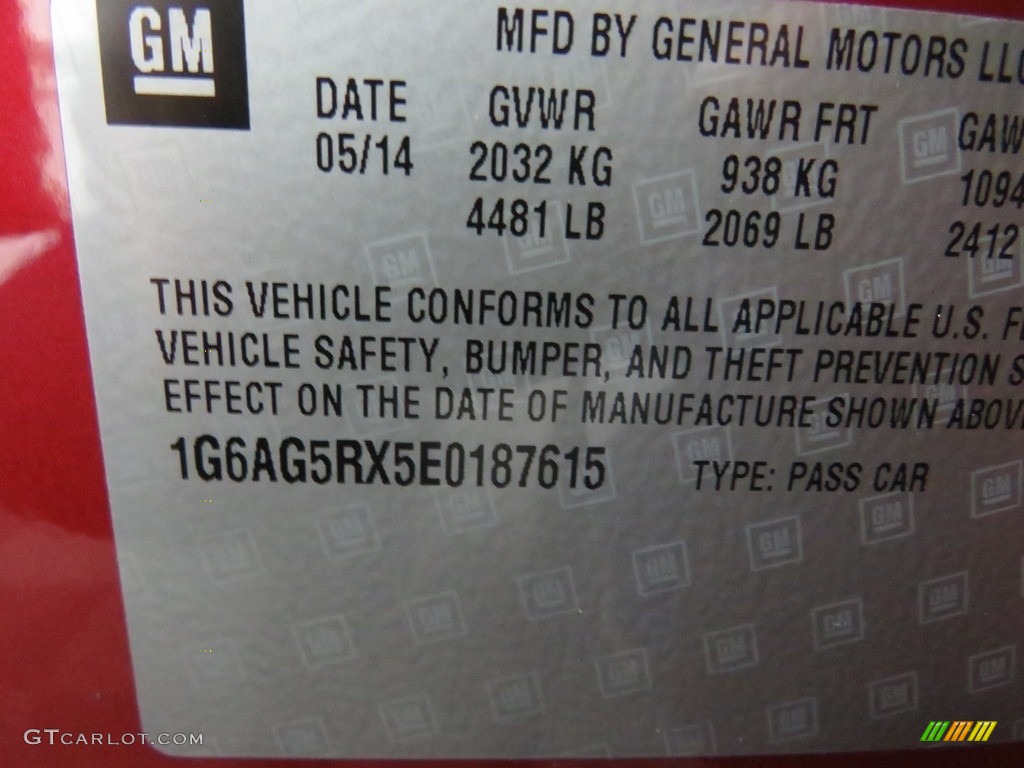 GM
MFD BY GENERAL MOTORS LLC
DATE GVWR GAWR FRT GAW
05/14 2032 KG 938 KG 1094
4481 LB 2069 LB 2412
THIS VEHICLE CONFORMS TO ALL APPLICABLE U.S.
VEHICLE SAFETY, BUMPER, AND THEFT PREVENTION S
EFFECT ON THE DATE OF MANUFACTURE SHOWN ABOV
1G6AG5RX5E0187615 TYPE: PASS CAR
GTCARLOT.COM